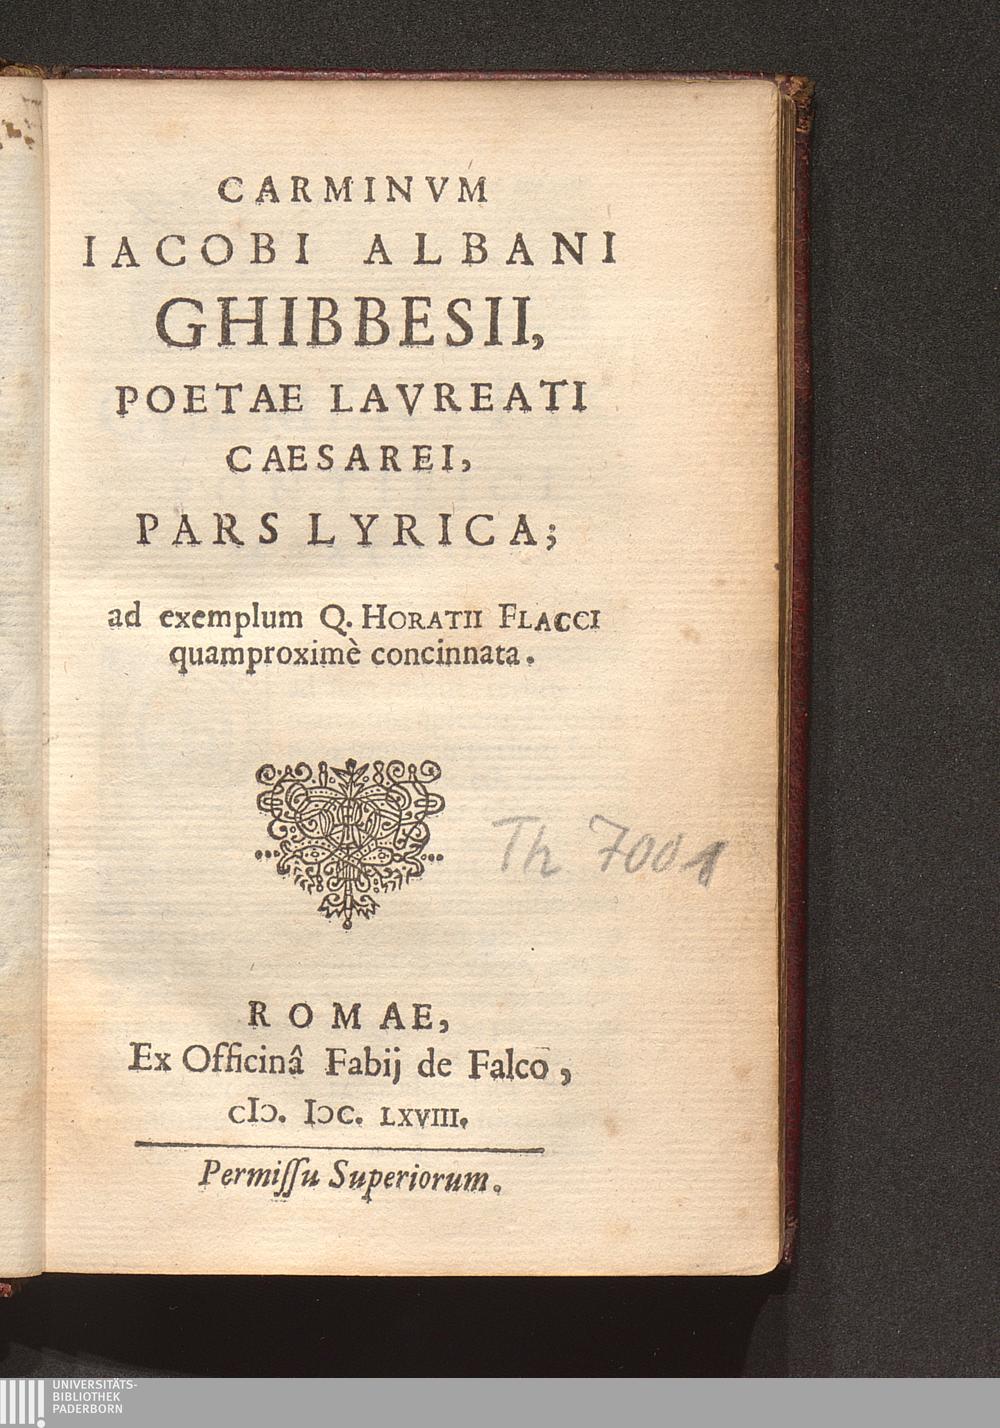 CARMINVM
IACOBI ALBANI
GHIBBESII,
POETAE LAVREATI
CAESAREI,
PARS LYRICA;
ad exemplum Q. HORATII FLACCI
quamproximè concinnata.
Th 7001
ROMAE,
Ex Officinâ Fabij de Falco,
cIↄ. Iↄc. LXVIII.
Permiſſu Superiorum.
UNIVERSITÄTS-
BIBLIOTHEK
PADERBORN